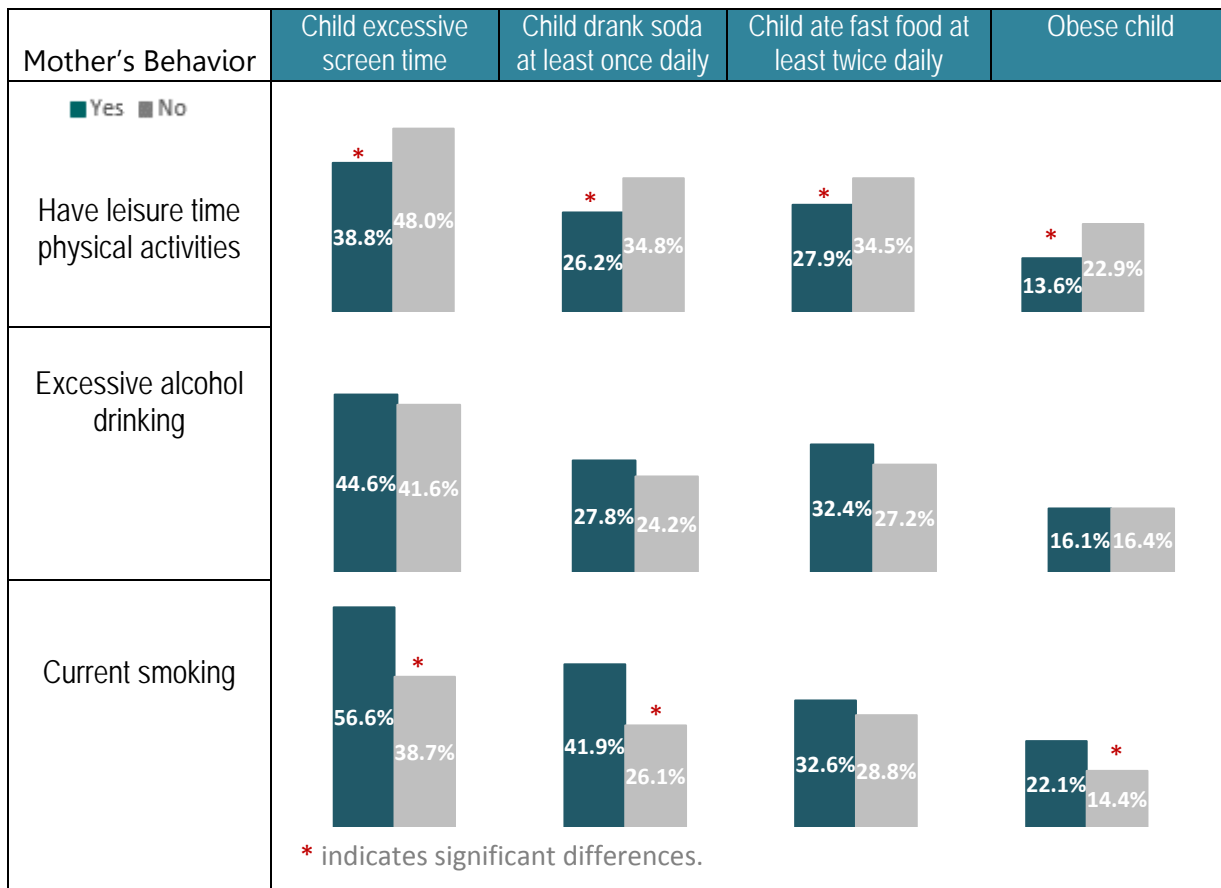 Mother's Behavior
Child excessive
screen time
Child drank soda
at least once daily
Child ate fast food at
least twice daily
Obese child
Yes No
Have leisure time
physical activities
*
38.8%
48.0%
*
26.2%
34.8%
*
27.9%
34.5%
*
13.6%
22.9%
Excessive alcohol
drinking
44.6%
41.6%
27.8%
24.2%
32.4%
27.2%
16.1%
16.4%
Current smoking
56.6%
*
38.7%
41.9%
*
26.1%
32.6%
28.8%
22.1%
*
14.4%
* indicates significant differences.